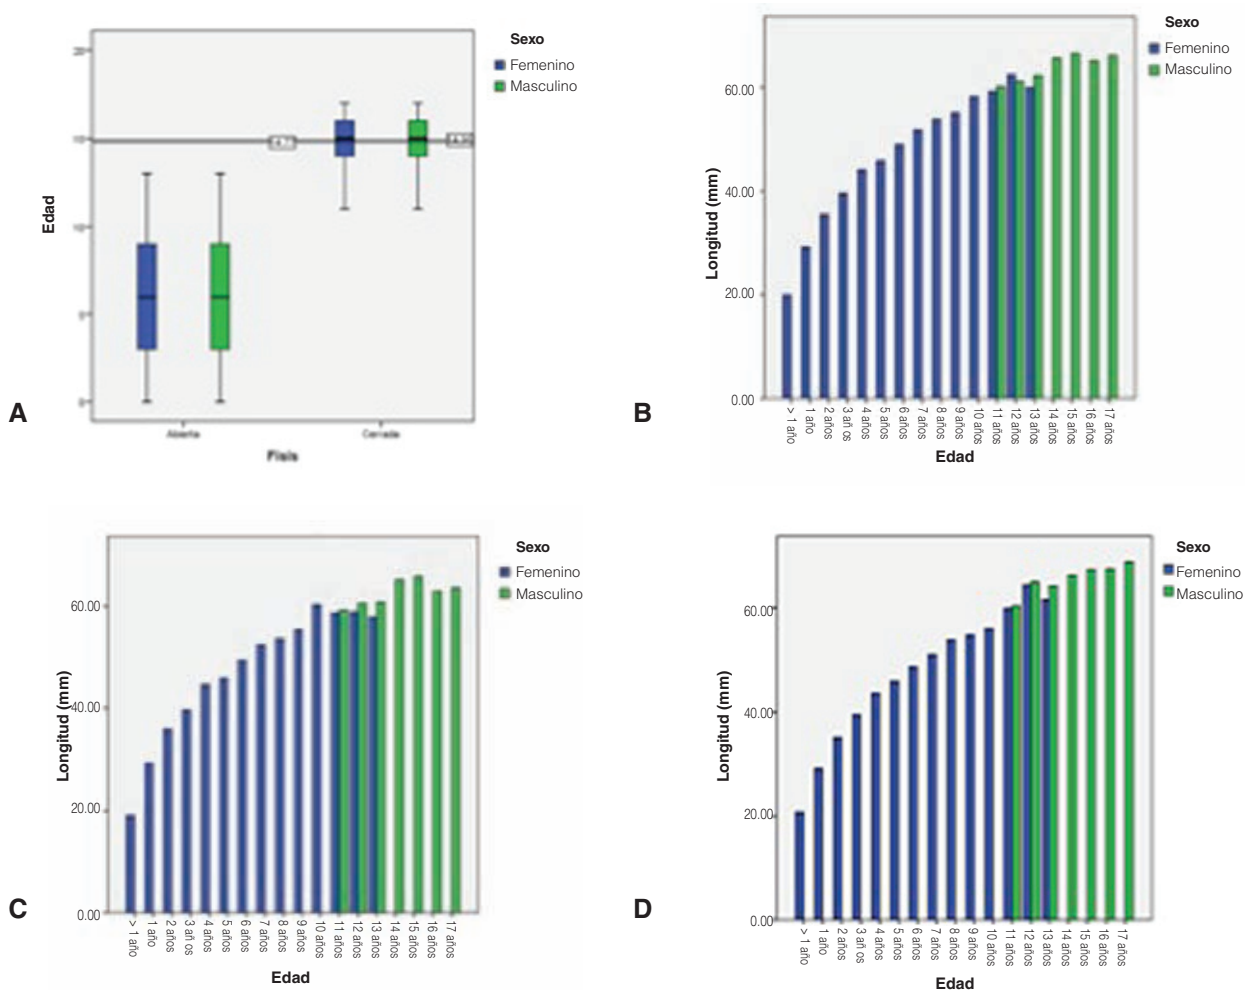 Sexo
Femenino
Masculino
20
15
10
5
0
Edad
Abierta
Cerrada
Fisis
A
Sexo
Femenino
Masculino
60.00
40.00
20.00
0.00
Longitud (mm)
> 1 año
1 año
2 años
3 añ os
4 años
5 años
6 años
7 años
8 años
9 años
10 años
11 años
12 años
13 años
14 años
15 años
16 años
17 años
Edad
B
Sexo
Femenino
Masculino
60.00
40.00
20.00
0.00
Longitud (mm)
> 1 año
1 año
2 años
3 añ os
4 años
5 años
6 años
7 años
8 años
9 años
10 años
11 años
12 años
13 años
14 años
15 años
16 años
17 años
Edad
C
Sexo
Femenino
Masculino
60.00
40.00
20.00
0.00
Longitud (mm)
> 1 año
1 año
2 años
3 añ os
4 años
5 años
6 años
7 años
8 años
9 años
10 años
11 años
12 años
13 años
14 años
15 años
16 años
17 años
Edad
D